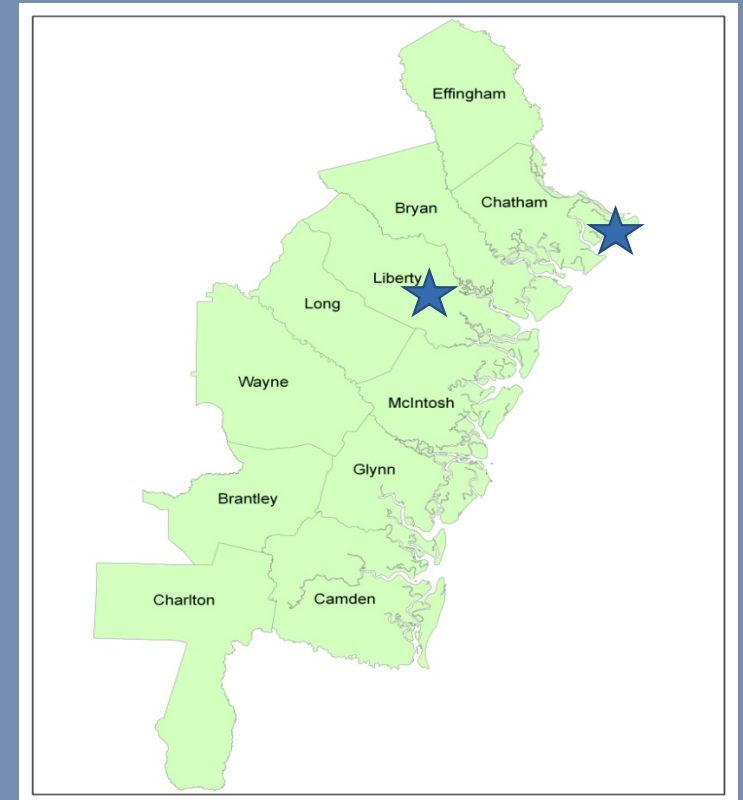 Effingham
Chatham
Bryan
Liberty
Long
Wayne
McIntosh
Glynn
Brantley
Charlton
Camden